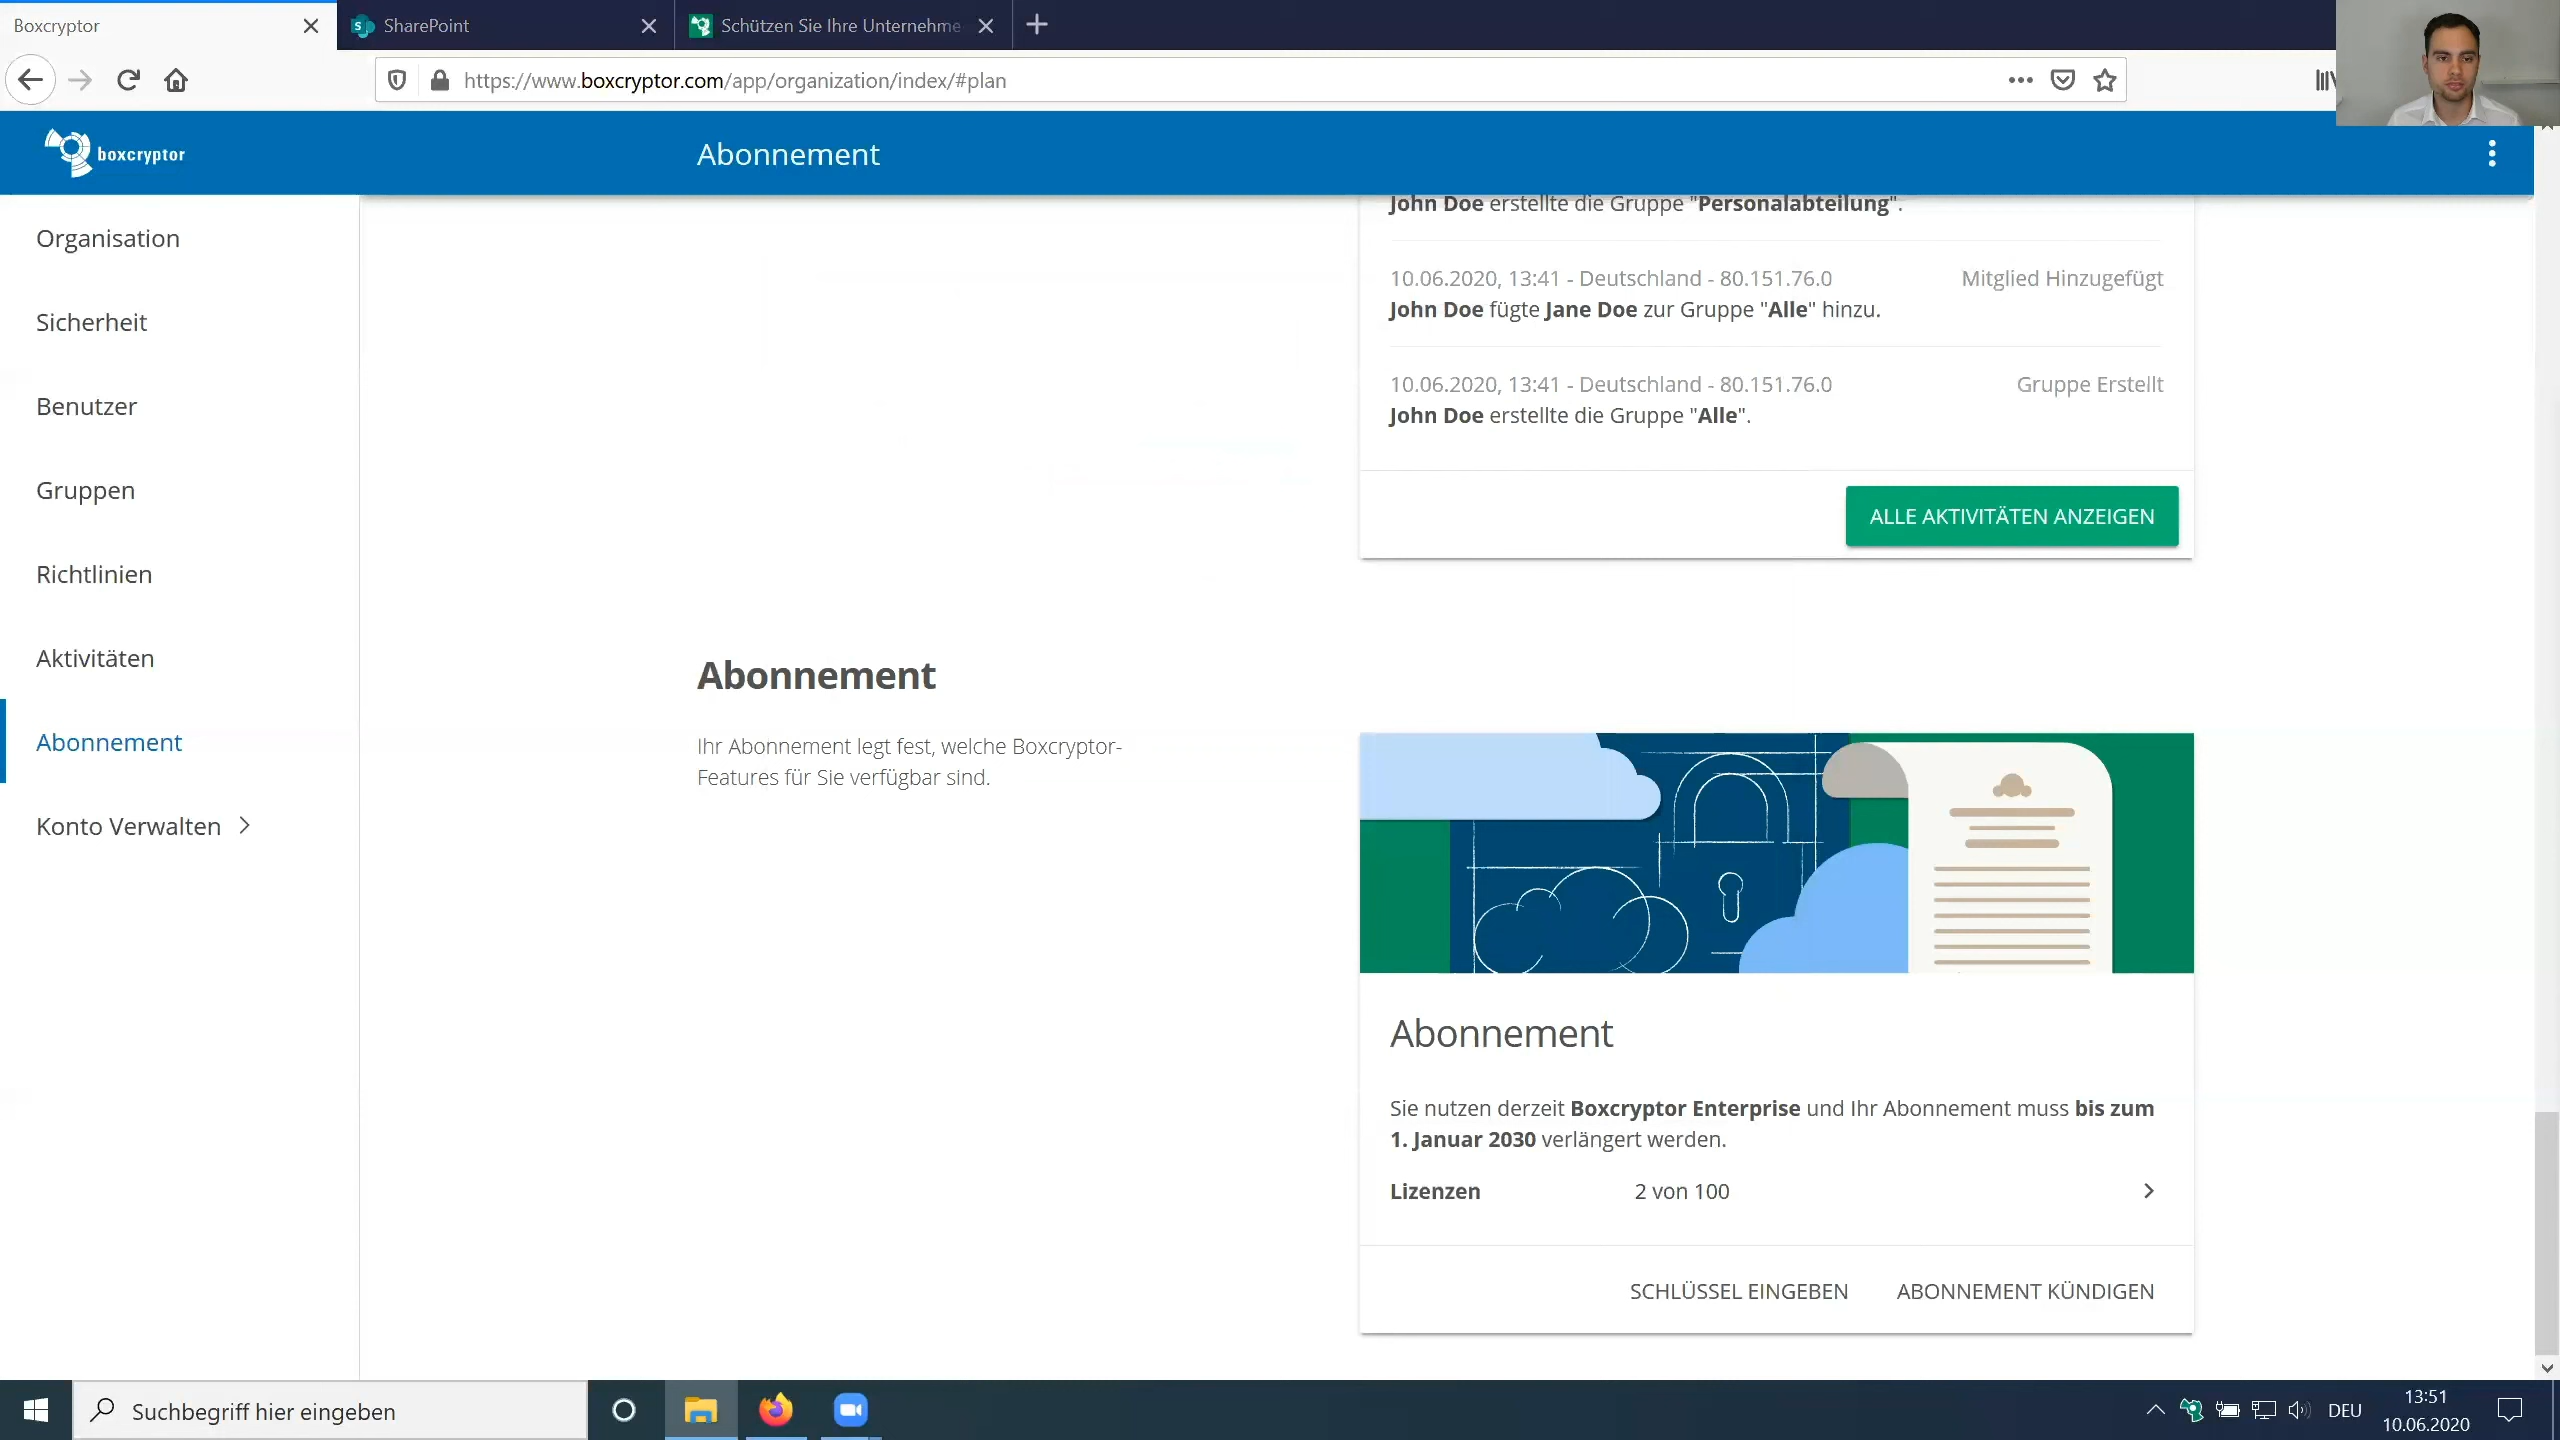 Boxcryptor
SharePoint
Schützen Sie Ihre Unternehme
https://www.boxcryptor.com/app/organization/index/#plan
boxcryptor
Abonnement
Organisation
Sicherheit
Benutzer
Gruppen
Richtlinien
Aktivitäten
Abonnement
Konto Verwalten
John Doe erstellte die Gruppe "Personalabteilung".
10.06.2020, 13:41 - Deutschland - 80.151.76.0 Mitglied Hinzugefügt
John Doe fügte Jane Doe zur Gruppe "Alle" hinzu.
10.06.2020, 13:41 - Deutschland - 80.151.76.0 Gruppe Erstellt
John Doe erstellte die Gruppe "Alle".
ALLE AKTIVITÄTEN ANZEIGEN
Abonnement
Ihr Abonnement legt fest, welche Boxcryptor-
Features für Sie verfügbar sind.
Abonnement
Sie nutzen derzeit Boxcryptor Enterprise und Ihr Abonnement muss bis zum
1. Januar 2030 verlängert werden.
Lizenzen 2 von 100
SCHLÜSSEL EINGEBEN ABONNEMENT KÜNDIGEN
Suchbegriff hier eingeben
DEU
13:51
10.06.2020